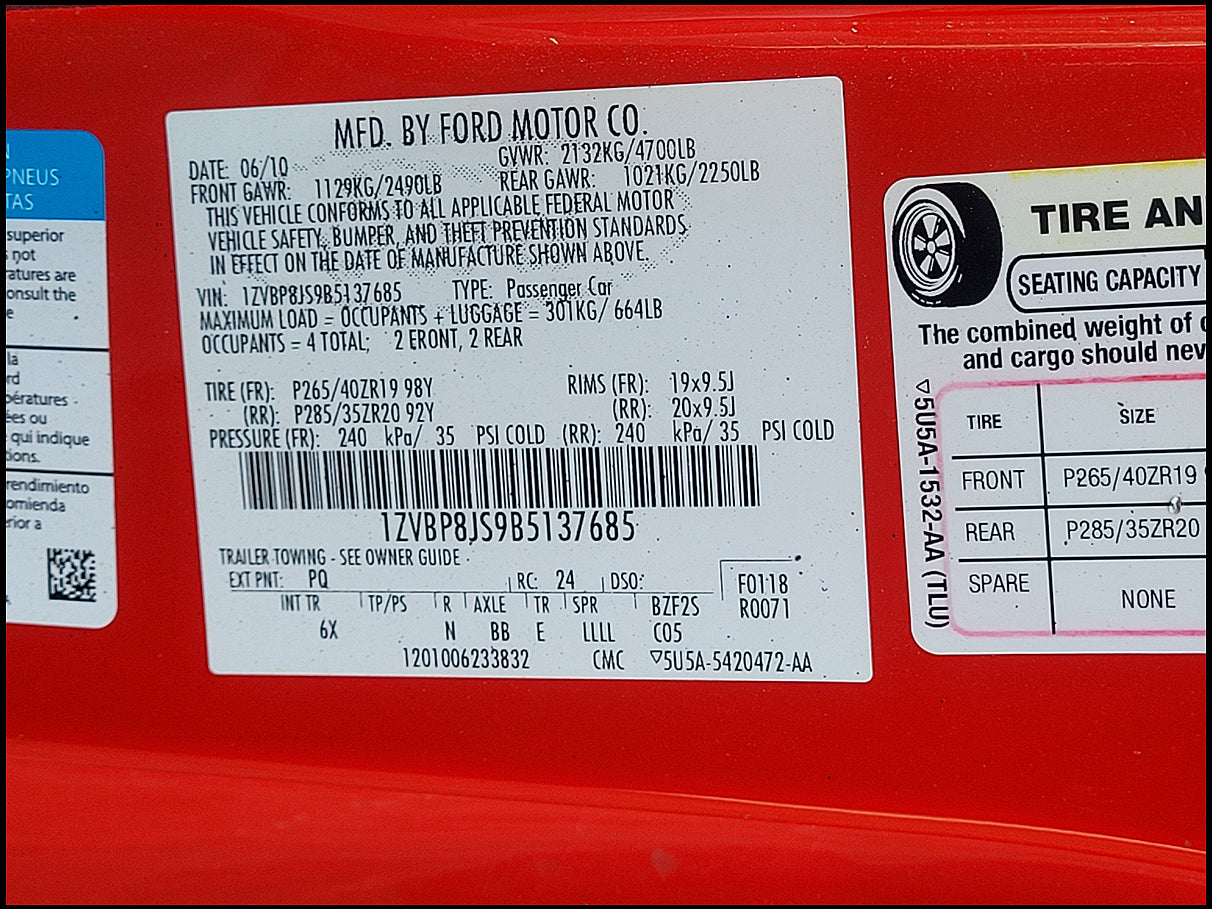 N
PNEUS
TAS
superior
not
atures are
onsult the
e
la
rd
pératures
ées ou
qui indique
ions.
rendimiento
omienda
rior a
MFD. BY FORD MOTOR CO.
DATE: 06/10 GVWR: 2132KG/4700LB
FRONT GAWR: 1129KG/2490LB REAR GAWR: 1021KG/2250LB
THIS VEHICLE CONFORMS TO ALL APPLICABLE FEDERAL MOTOR
VEHICLE SAFETY, BUMPER, AND THEFT PREVENTION STANDARDS
IN EFFECT ON THE DATE OF MANUFACTURE SHOWN ABOVE.
VIN: 1ZVBP8JS9B5137685 TYPE: Passenger Car
MAXIMUM LOAD = OCCUPANTS + LUGGAGE = 301KG/ 664LB
OCCUPANTS = 4 TOTAL; 2 FRONT, 2 REAR
TIRE (FR): P265/40ZR19 98Y RIMS (FR): 19x9.5J
(RR): P285/35ZR20 92Y (RR): 20x9.5J
PRESSURE (FR): 240 kPa/ 35 PSI COLD (RR): 240 kPa/ 35 PSI COLD
1ZVBP8JS9B5137685
TRAILER TOWING - SEE OWNER GUIDE
EXT PNT: PQ RC: 24 DSO: F0118
R0071
INT TR TP/PS R AXLE TR SPR BZF2S
6X N BB E LLLL C05
1201006233832 CMC ▽5U5A-5420472-AA
TIRE AN
SEATING CAPACITY
The combined weight of
and cargo should nev
▽5U5A-1532-AA (TLU)
TIRE SIZE
FRONT P265/40ZR19
REAR P285/35ZR20
SPARE NONE